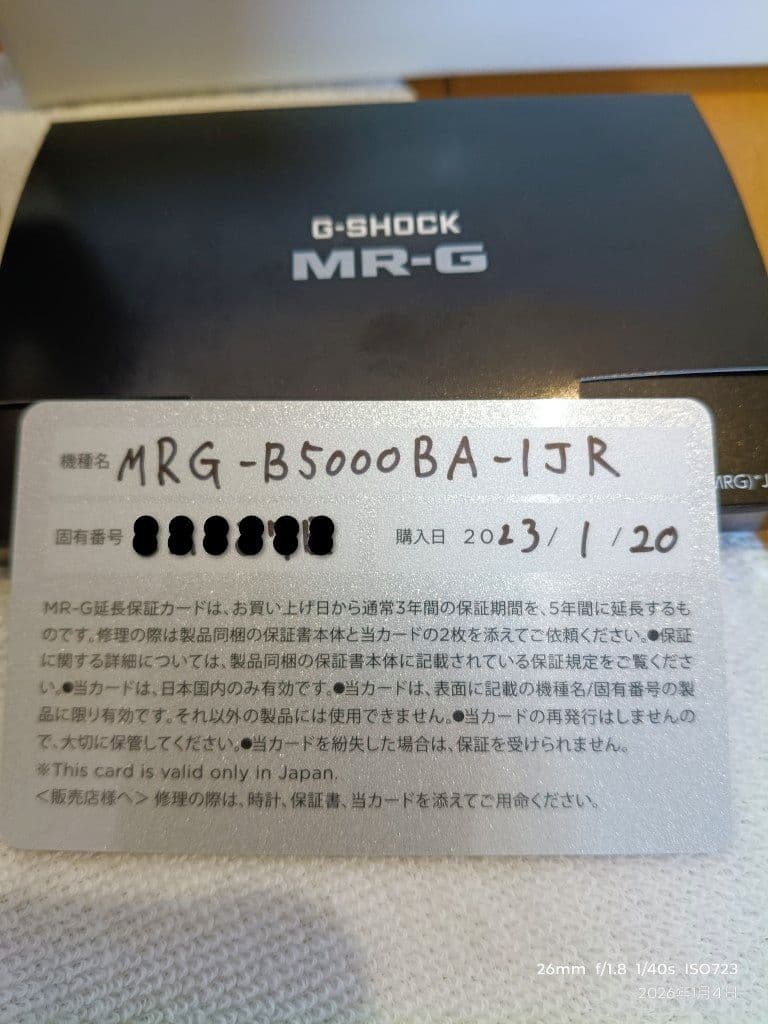 G-SHOCK
MR-G
機種名 MRG-B5000BA-1JR
固有番号
購入日 2023/1/20
MR-G延長保証カードは、お買い上げ日から通常3年間の保証期間を、5年間に延長するも
のです。修理の際は製品同梱の保証書本体と当カードの2枚を添えてご依頼ください。●保証
に関する詳細については、製品同梱の保証書本体に記載されている保証規定をご覧くださ
い。●当カードは、日本国内のみ有効です。●当カードは、表面に記載の機種名/固有番号の製
品に限り有効です。それ以外の製品には使用できません。●当カードの再発行はしませんの
で、大切に保管してください。●当カードを紛失した場合は、保証を受けられません。
※This card is valid only in Japan.
<販売店様へ> 修理の際は、時計、保証書、当カードを添えてご用命ください。
26mm f/1.8 1/40s ISO723
2026年1月4日